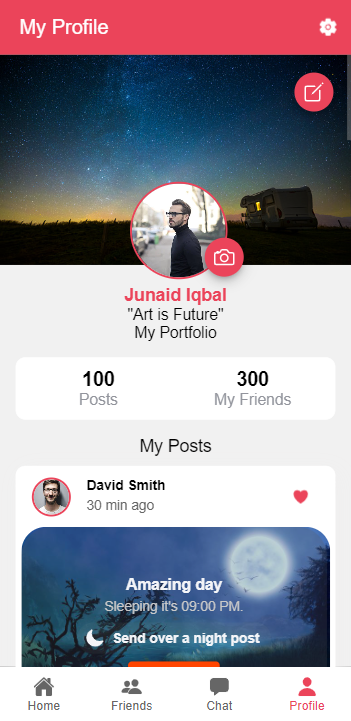 My Profile
Junaid Iqbal
"Art is Future"
My Portfolio
100
Posts
300
My Friends
My Posts
David Smith
30 min ago
Amazing day
Sleeping it's 09:00 PM.
Send over a night post
Home
Friends
Chat
Profile